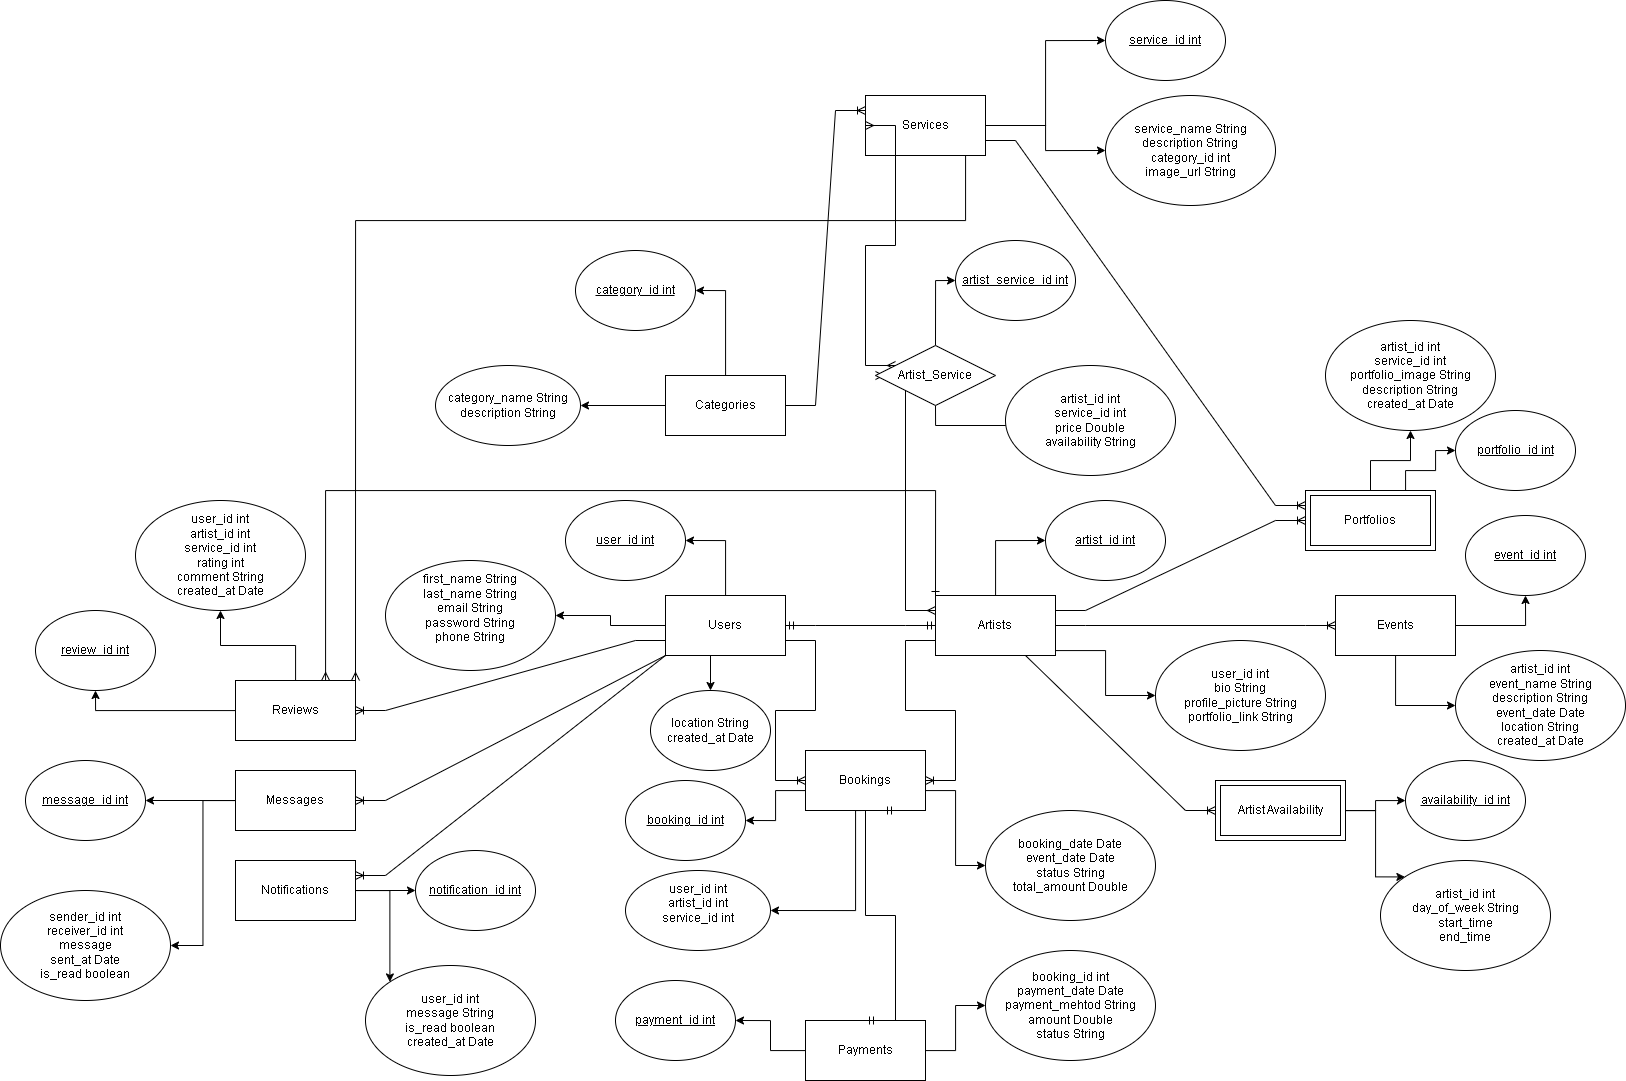 service_id int
Services
service_name String
description String
category_id int
image_url String
category_id int
artist_service_id int
category_name String
description String
Categories
Artist_Service
artist_id int
service_id int
price Double
availability String
artist_id int
service_id int
portfolio_image String
description String
created_at Date
portfolio_id int
Portfolios
user_id int
artist_id int
service_id int
rating int
comment String
created_at Date
user_id int
artist_id int
event_id int
first_name String
last_name String
email String
password String
phone String
Users
Artists
Events
review_id int
Reviews
location String
created_at Date
user_id int
bio String
profile_picture String
portfolio_link String
artist_id int
event_name String
description String
event_date Date
location String
created_at Date
message_id int
Messages
Bookings
booking_id int
Artist Availability
availability_id int
booking_date Date
event_date Date
status String
total_amount Double
Notifications
notification_id int
user_id int
artist_id int
service_id int
artist_id int
day_of_week String
start_time
end_time
sender_id int
receiver_id int
message
sent_at Date
is_read boolean
user_id int
message String
is_read boolean
created_at Date
payment_id int
Payments
booking_id int
payment_date Date
payment_mehtod String
amount Double
status String